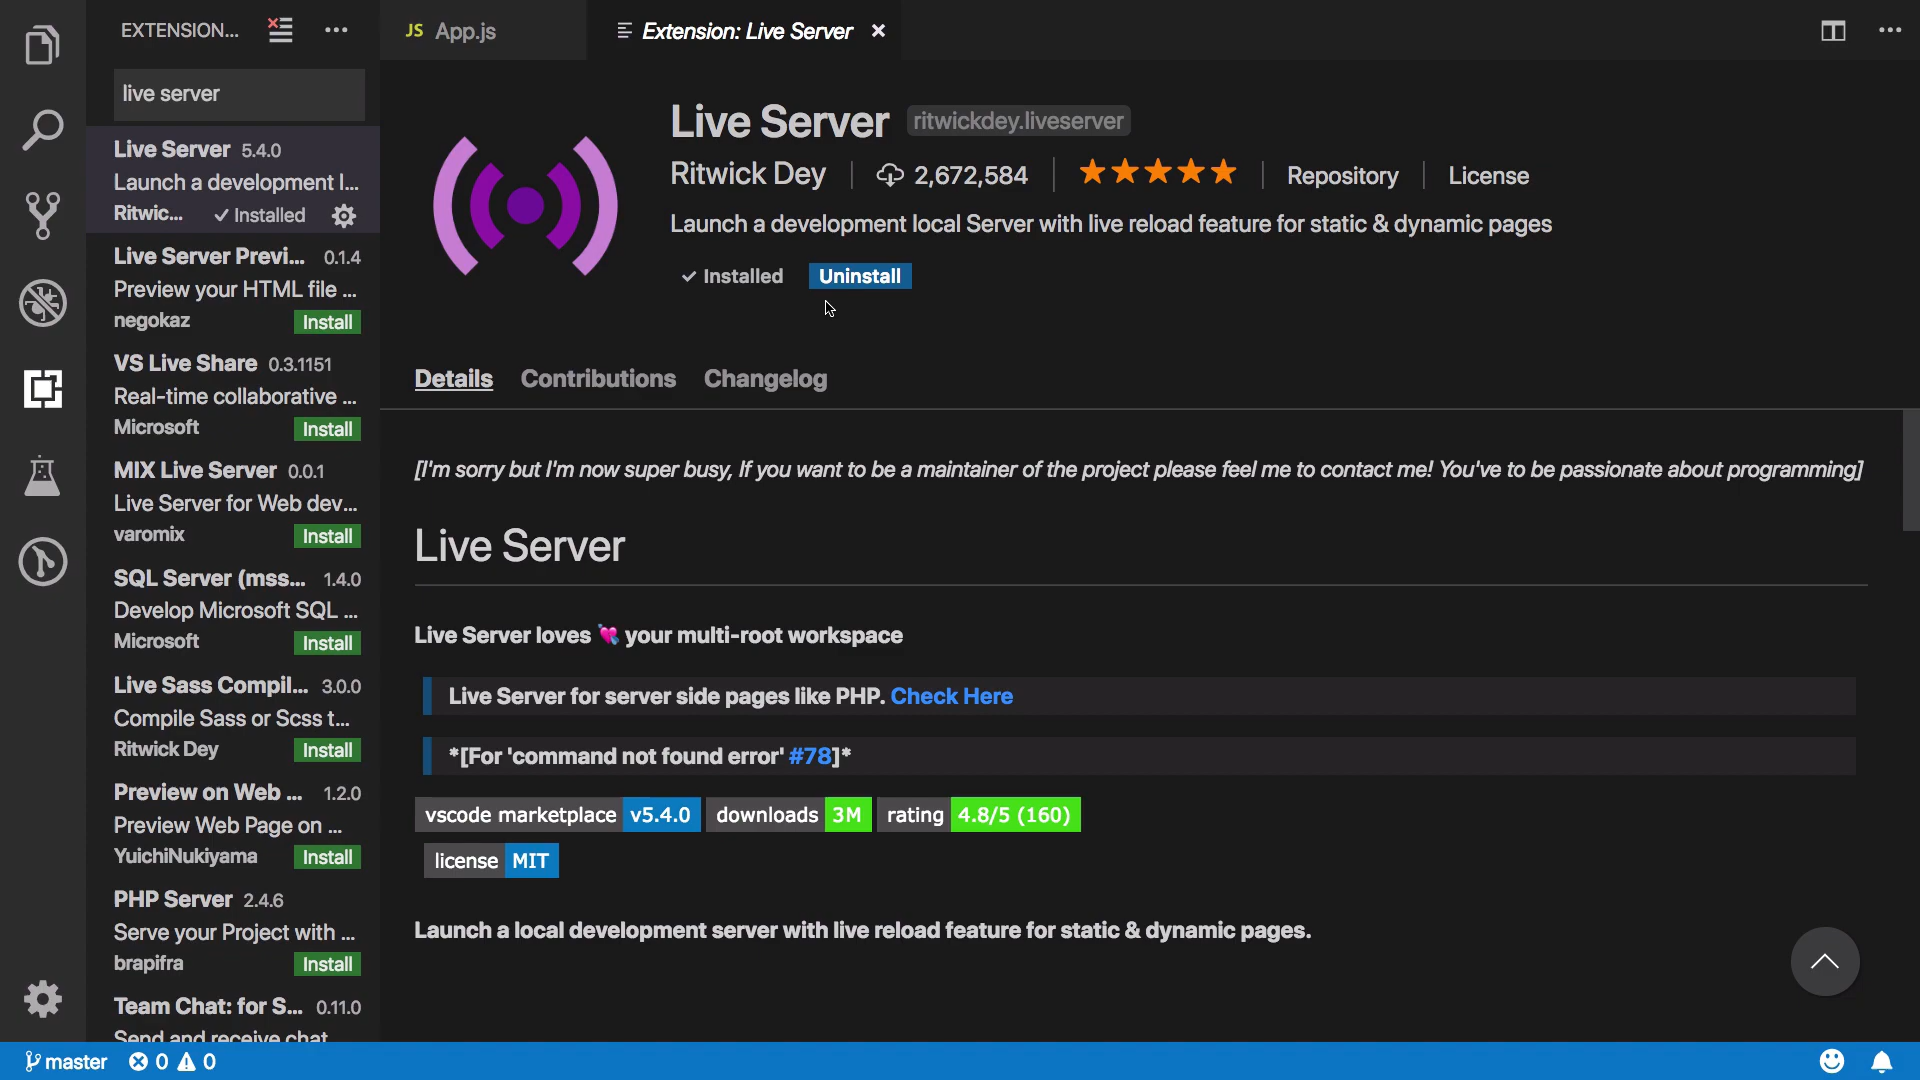 EXTENSION...
live server
Live Server 5.4.0
Launch a development l...
Ritwic... ✓ Installed
Live Server Previ... 0.1.4
Preview your HTML file ...
negokaz Install
VS Live Share 0.3.1151
Real-time collaborative ...
Microsoft Install
MIX Live Server 0.0.1
Live Server for Web dev...
varomix Install
SQL Server (mss... 1.4.0
Develop Microsoft SQL ...
Microsoft Install
Live Sass Compil... 3.0.0
Compile Sass or Scss t...
Ritwick Dey Install
Preview on Web ... 1.2.0
Preview Web Page on ...
YuichiNukiyama Install
PHP Server 2.4.6
Serve your Project with ...
brapifra Install
Team Chat: for S... 0.11.0
Send and receive chat
JS App.js
Extension: Live Server
Live Server ritwickdey.liveserver
Ritwick Dey 2,672,584 Repository License
Launch a development local Server with live reload feature for static & dynamic pages
✓ Installed Uninstall
Details Contributions Changelog
[I'm sorry but I'm now super busy, If you want to be a maintainer of the project please feel me to contact me! You've to be passionate about programming]
Live Server
Live Server loves 💘 your multi-root workspace
Live Server for server side pages like PHP. Check Here
*[For 'command not found error' #78]*
vscode marketplace v5.4.0 downloads 3M rating 4.8/5 (160)
license MIT
Launch a local development server with live reload feature for static & dynamic pages.
master 0 0